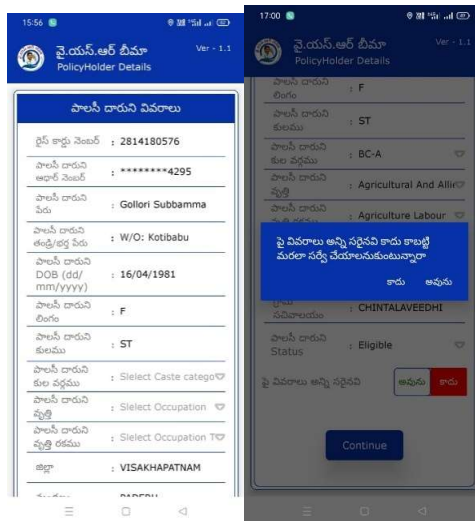 15:56
వై.యస్.ఆర్ బీమా
Ver - 1.1
PolicyHolder Details
పాలసీ దారుని వివరాలు
రైస్ కార్డు నెంబర్ : 2814180576
పాలసీ దారుని
ఆధార్ నెంబర్ : ********4295
పాలసీ దారుని
పేరు : Gollori Subbamma
పాలసీ దారుని
తండ్రి/భర్త పేరు : W/O: Kotibabu
పాలసీ దారుని
DOB (dd/
mm/yyyy) : 16/04/1981
పాలసీ దారుని
లింగం : F
పాలసీ దారుని
కులము : ST
పాలసీ దారుని
కుల వర్గము : Slelect Caste catego
పాలసీ దారుని
వృత్తి : Slelect Occupation
పాలసీ దారుని
వృత్తి రకము : Slelect Occupation T
జిల్లా : VISAKHAPATNAM
17:00
వై.యస్.ఆర్ బీమా
Ver - 1.1
PolicyHolder Details
పాలసీ దారుని
లింగం : F
పాలసీ దారుని
కులము : ST
పాలసీ దారుని
కుల వర్గము : BC-A
పాలసీ దారుని
వృత్తి : Agricultural And Allie
పాలసీ దారుని
: Agriculture Labour
పై వివరాలు అన్ని సరైనవి కాదు కాబట్టి
మరలా సర్వే చేయాలనుకుంటున్నారా
కాదు అవును
గ్రామ
సచివాలయం : CHINTALAVEEDHI
పాలసీ దారుని
Status : Eligible
పై వివరాలు అన్ని సరైనవి అవును కాదు
Continue